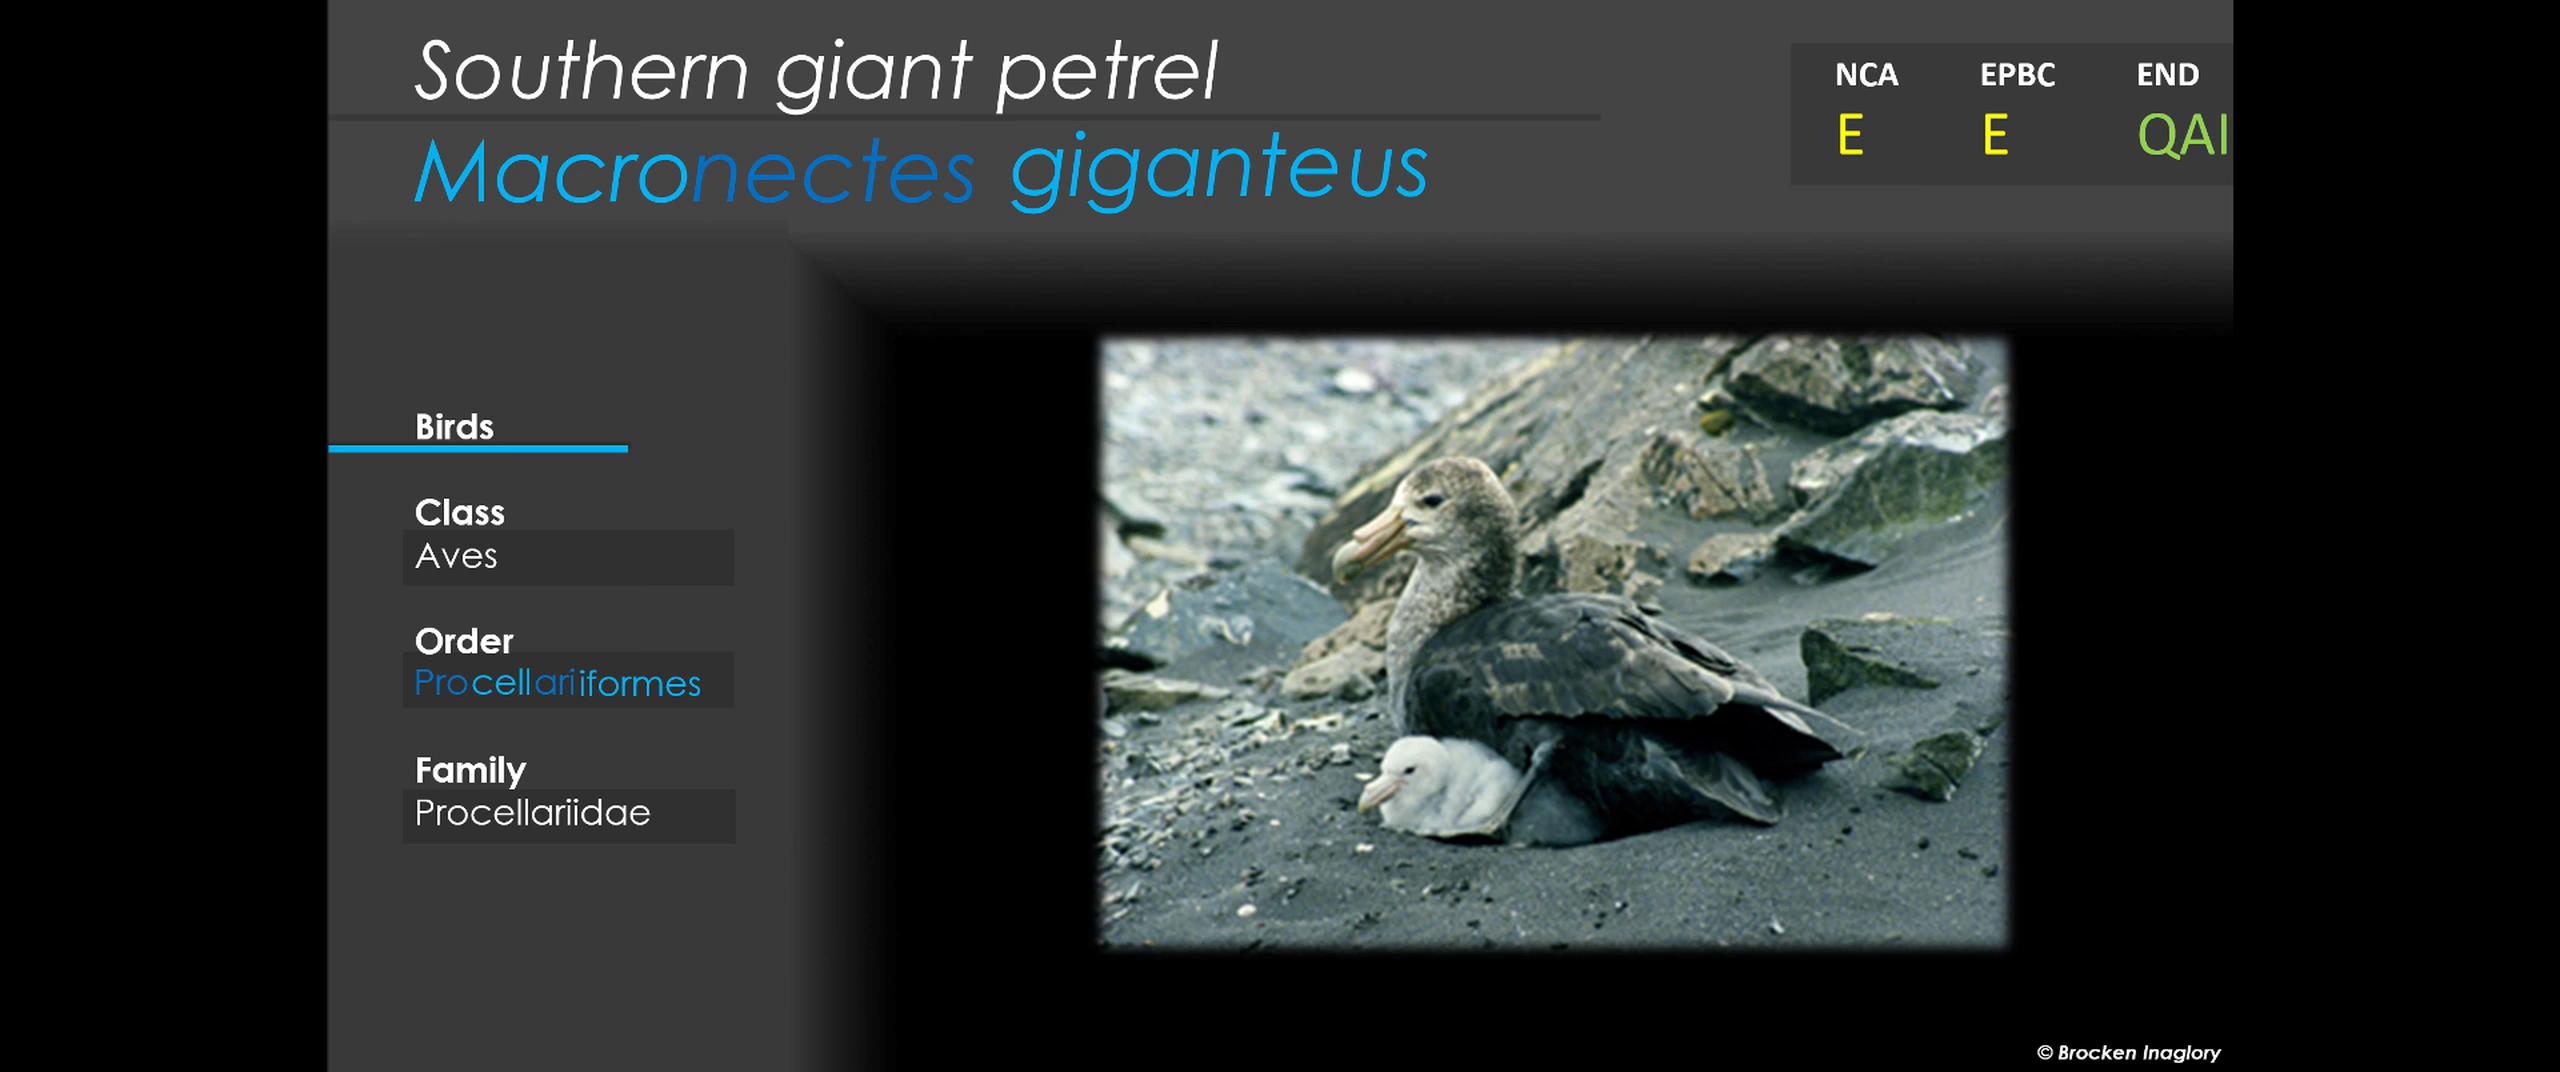 Southern giant petrel
Macronectes giganteus
NCA EPBC END
E E QAI
Birds
Class
Aves
Order
Procellariiformes
Family
Procellariidae
© Brocken Inaglory